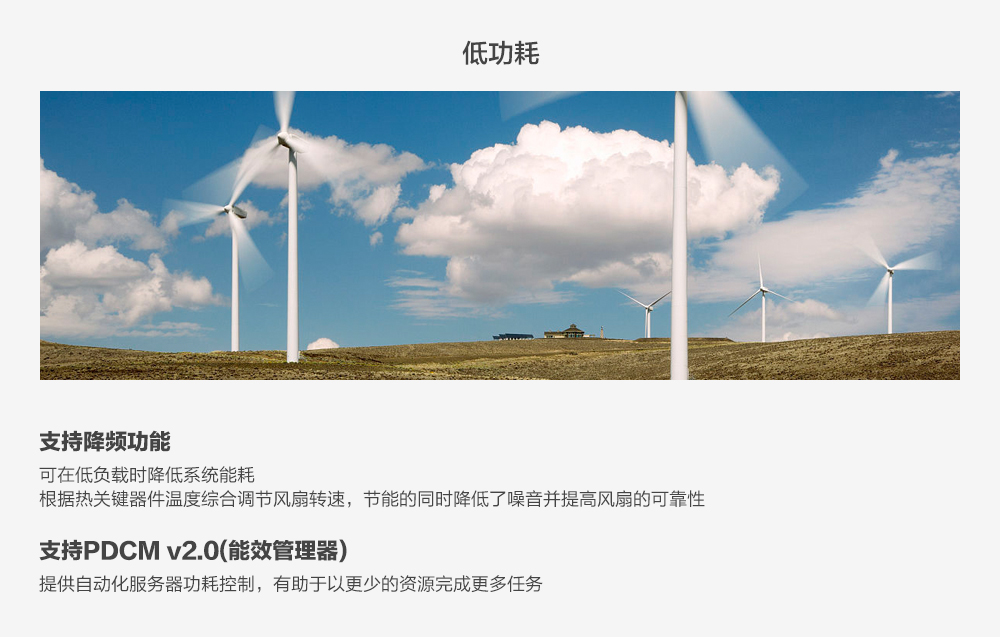 低功耗
支持降频功能
可在低负载时降低系统能耗
根据热关键器件温度综合调节风扇转速，节能的同时降低了噪音并提高风扇的可靠性
支持PDCM v2.0(能效管理器)
提供自动化服务器功耗控制，有助于以更少的资源完成更多任务